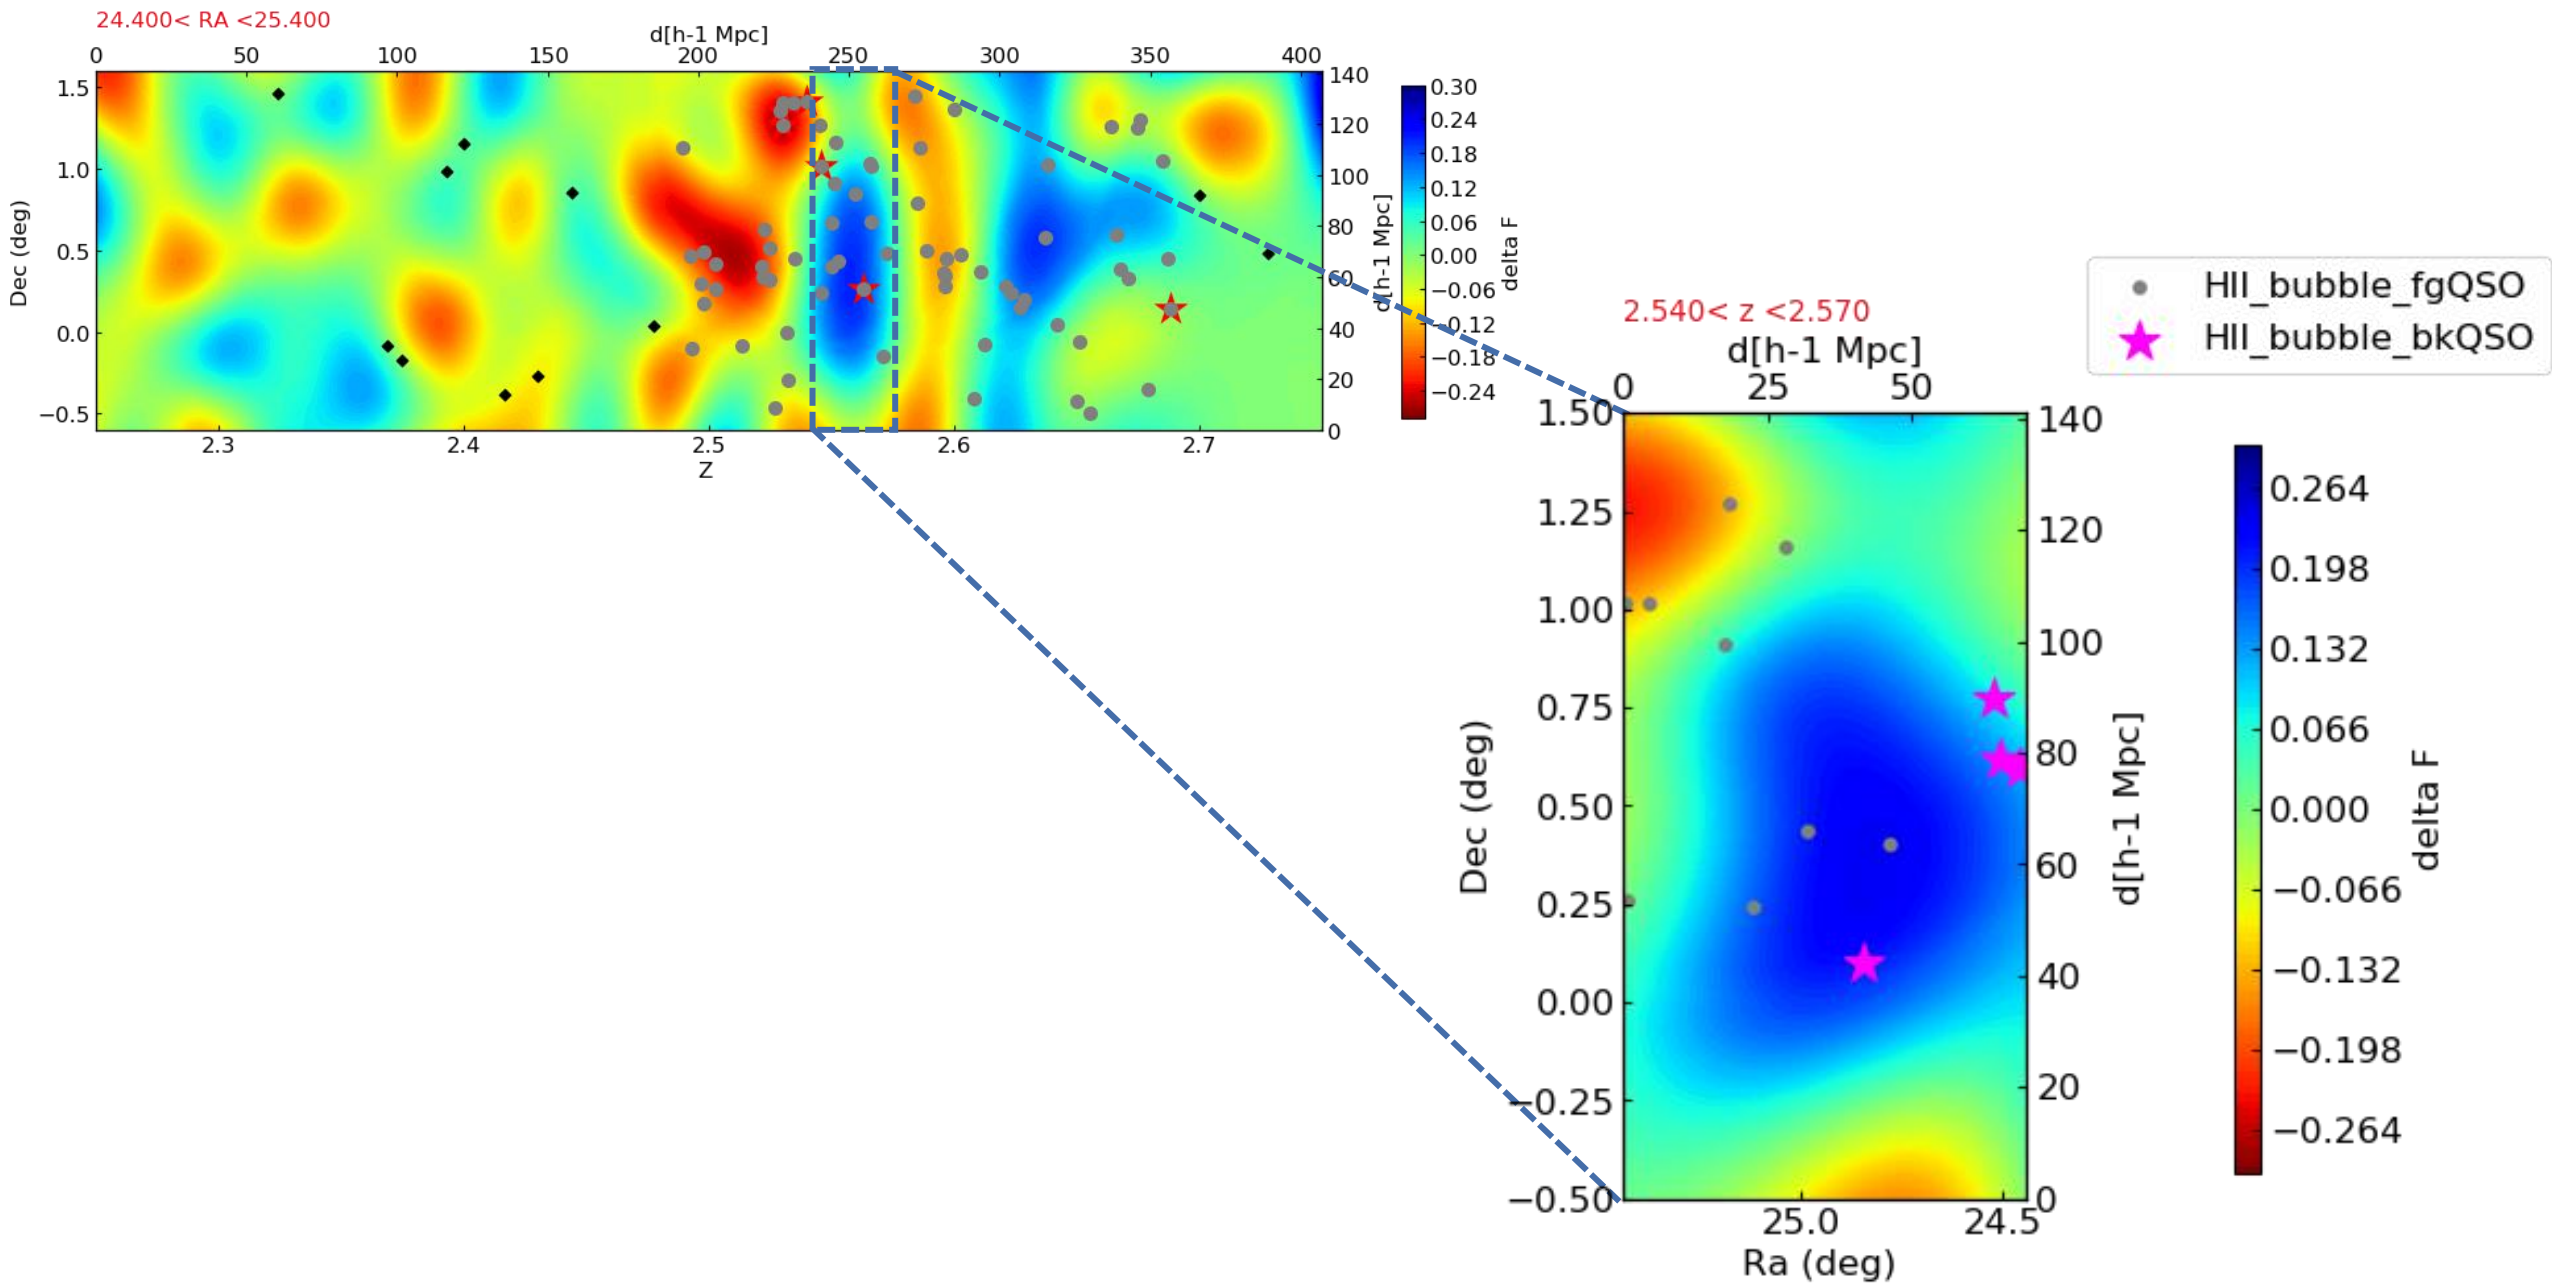 24.400< RA <25.400
d[h-1 Mpc]
0 50 100 150 200 250 300 350 400
1.5
1.0
0.5
0.0
−0.5
Dec (deg)
2.3 2.4 2.5 2.6 2.7
Z
140
120
100
80
60
40
20
0
d[h-1 Mpc]
0.30
0.24
0.18
0.12
0.06
0.00
−0.06
−0.12
−0.18
−0.24
delta F
HII_bubble_fgQSO
HII_bubble_bkQSO
2.540< z <2.570
d[h-1 Mpc]
0 25 50
1.50
1.25
1.00
0.75
0.50
0.25
0.00
−0.25
−0.50
Dec (deg)
25.0 24.5
Ra (deg)
140
120
100
80
60
40
20
0
d[h-1 Mpc]
0.264
0.198
0.132
0.066
0.000
−0.066
−0.132
−0.198
−0.264
delta F